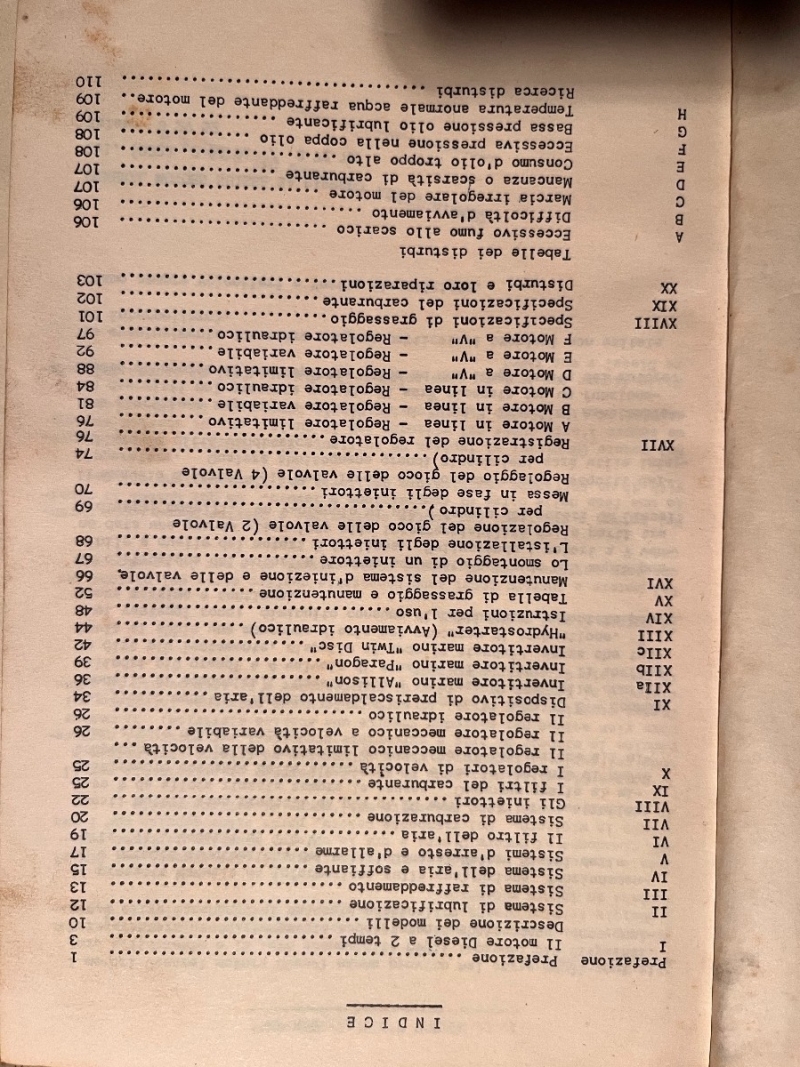 INDICE
Prefazione Prefazione ........................................ 1
I Il motore Diesel a 2 tempi ......................... 3
Descrizione dei modelli ............................ 10
II Sistema di lubrificazione .......................... 12
III Sistema di raffreddamento .......................... 13
IV Sistema dell'aria e soffiante ...................... 15
V Sistemi d'arresto e d'allarme ...................... 17
VI Il filtro dell'aria ................................ 19
VII Sistema di carburazione ............................ 20
VIII Gli iniettori ...................................... 22
IX I filtri del carburante ............................ 25
X I regolatori di velocità ........................... 25
Il regolatore meccanico limitativo della velocità ...
Il regolatore meccanico a velocità variabile ....... 26
Il regolatore idraulico ............................ 26
XI Dispositivo di preriscaldamento dell'aria .......... 34
XIIa Invertitore marino "Allison" ....................... 36
XIIb Invertitore marino "Paragon" ....................... 39
XIIc Invertitore marino "Twin Disc" ..................... 42
XIII "Hydrostarter" (Avviamento idraulico) .............. 44
XIV Istruzioni per l'uso ............................... 48
XV Tabella di grassaggio e manutenzione ............... 52
XVI Manutenzione del sistema d'iniezione e delle valvole. 66
Lo smontaggio di un iniettore ...................... 67
L'istallazione degli iniettori ..................... 68
Regolazione del gioco delle valvole (2 Valvole
per cilindro) ...................................... 69
Messa in fase degli iniettori ...................... 70
Regolaggio del gioco delle valvole (4 Valvole
per cilindro) ...................................... 74
XVII Registrazione del regolatore ....................... 76
A Motore in linea - Regolatore limitativo .......... 76
B Motore in linea - Regolatore variabile ........... 81
C Motore in linea - Regolatore idraulico ........... 84
D Motore a "V" - Regolatore limitativo .......... 88
E Motore a "V" - Regolatore variabile ........... 92
F Motore a "V" - Regolatore idraulico ........... 97
XVIII Specificazioni di grassaggio ....................... 101
XIX Specificazioni del carburante ...................... 102
XX Disturbi e loro riparazioni ........................ 103
Tabelle dei disturbi
A Eccessivo fumo allo scarico ........................ 106
B Difficoltà d'avviamento ............................ 106
C Marcia irregolare del motore ....................... 107
D Mancanza o scarsità di carburante .................. 107
E Consumo d'olio troppo alto ......................... 108
F Eccessiva pressione nella coppa olio ............... 108
G Bassa pressione olio lubrificante .................. 109
H Temperatura anormale acqua raffreddante del motore.. 109
Ricerca disturbi ................................... 110